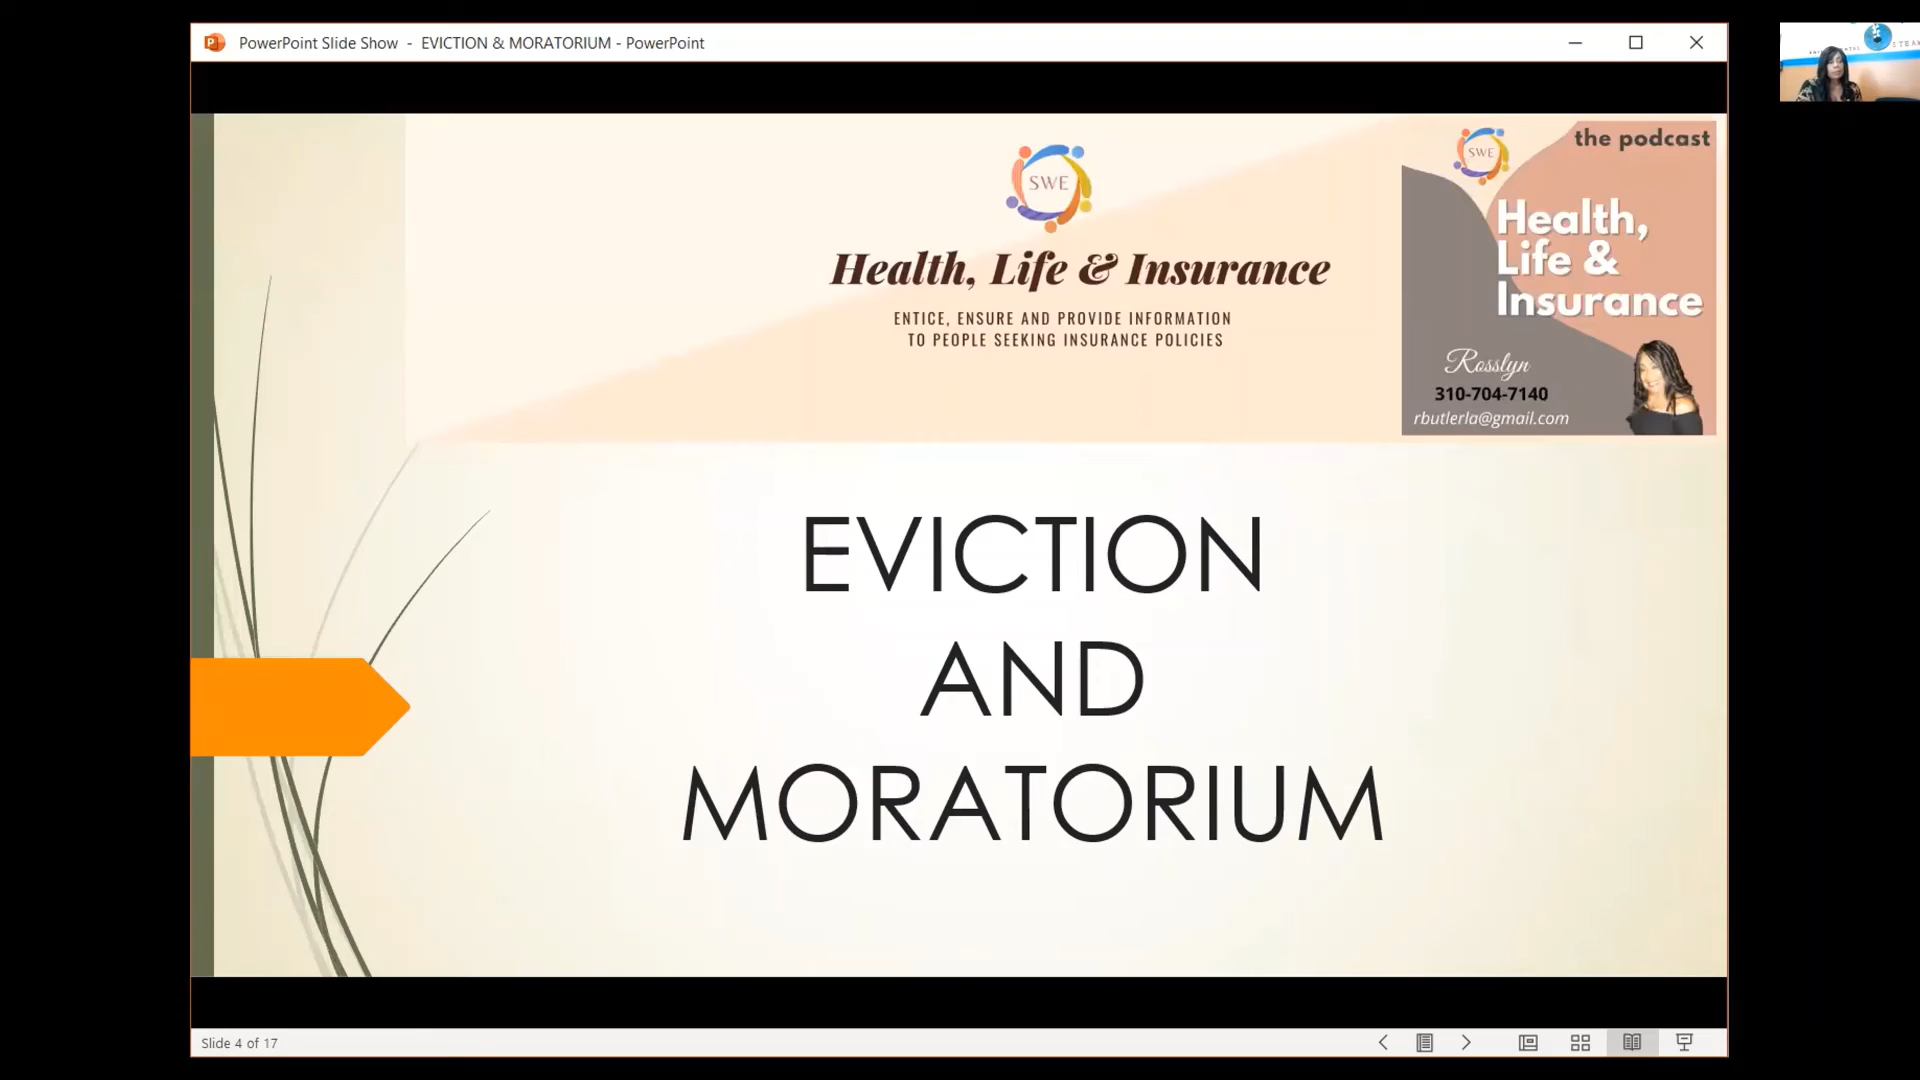 PowerPoint Slide Show - EVICTION & MORATORIUM - PowerPoint
SWE
Health, Life & Insurance
ENTICE, ENSURE AND PROVIDE INFORMATION
TO PEOPLE SEEKING INSURANCE POLICIES
the podcast
SWE
Health,
Life &
Insurance
Rosslyn
310-704-7140
rbutlerla@gmail.com
EVICTION
AND
MORATORIUM
Slide 4 of 17